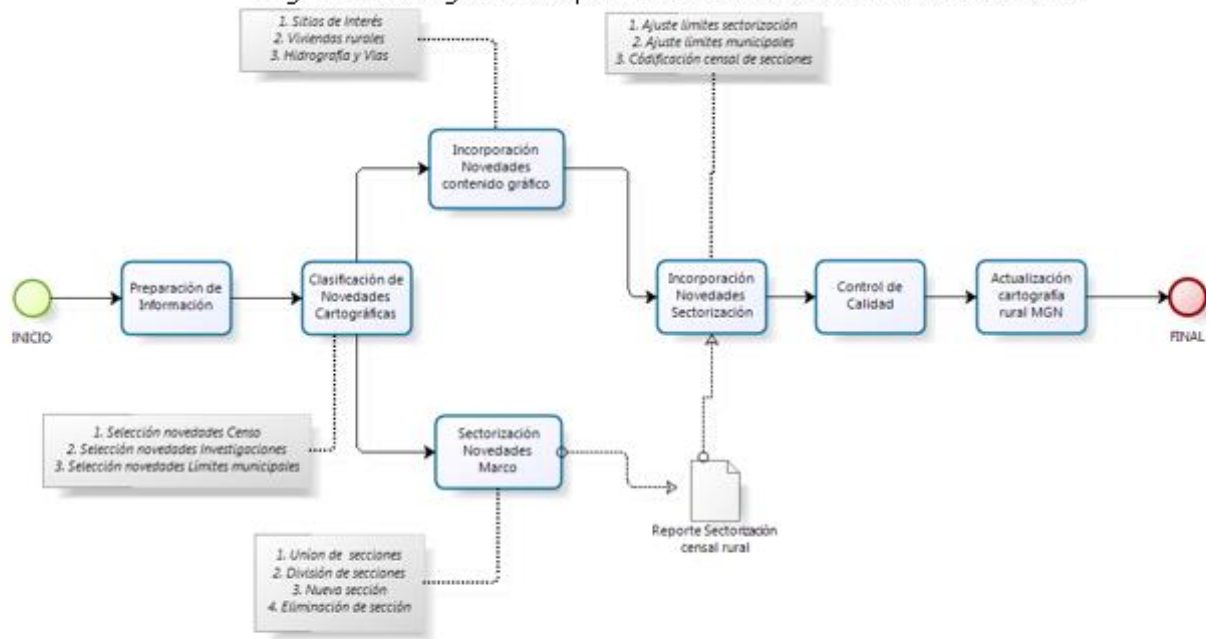 1. Sitios de Interés
2. Viviendas rurales
3. Hidrografía y Vias
1. Ajuste límites sectorización
2. Ajuste límites municipales
3. Códificación censal de secciones
Incorporación
Novedades
contenido gráfico
INICIO
Preparación de
Información
Clasificación de
Novedades
Cartográficas
Incorporación
Novedades
Sectorización
Control de
Calidad
Actualización
cartografía
rural MGN
FINAL
1. Selección novedades Censo
2. Selección novedades Investigaciones
3. Selección novedades Límites municipales
Sectorización
Novedades
Marco
Reporte Sectorización
censal rural
1. Union de secciones
2. División de secciones
3. Nueva sección
4. Eliminación de sección